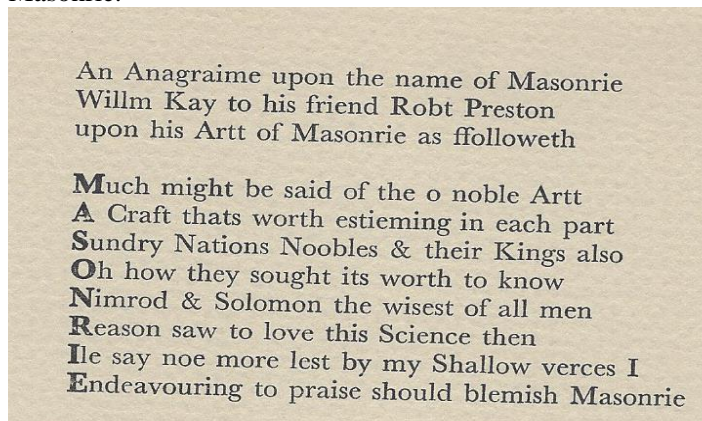 An Anagraime upon the name of Masonrie
Willm Kay to his friend Robt Preston
upon his Artt of Masonrie as ffolloweth
Much might be said of the o noble Artt
A Craft thats worth estieming in each part
Sundry Nations Noobles & their Kings also
Oh how they sought its worth to know
Nimrod & Solomon the wisest of all men
Reason saw to love this Science then
Ile say noe more lest by my Shallow verces I
Endeavouring to praise should blemish Masonrie